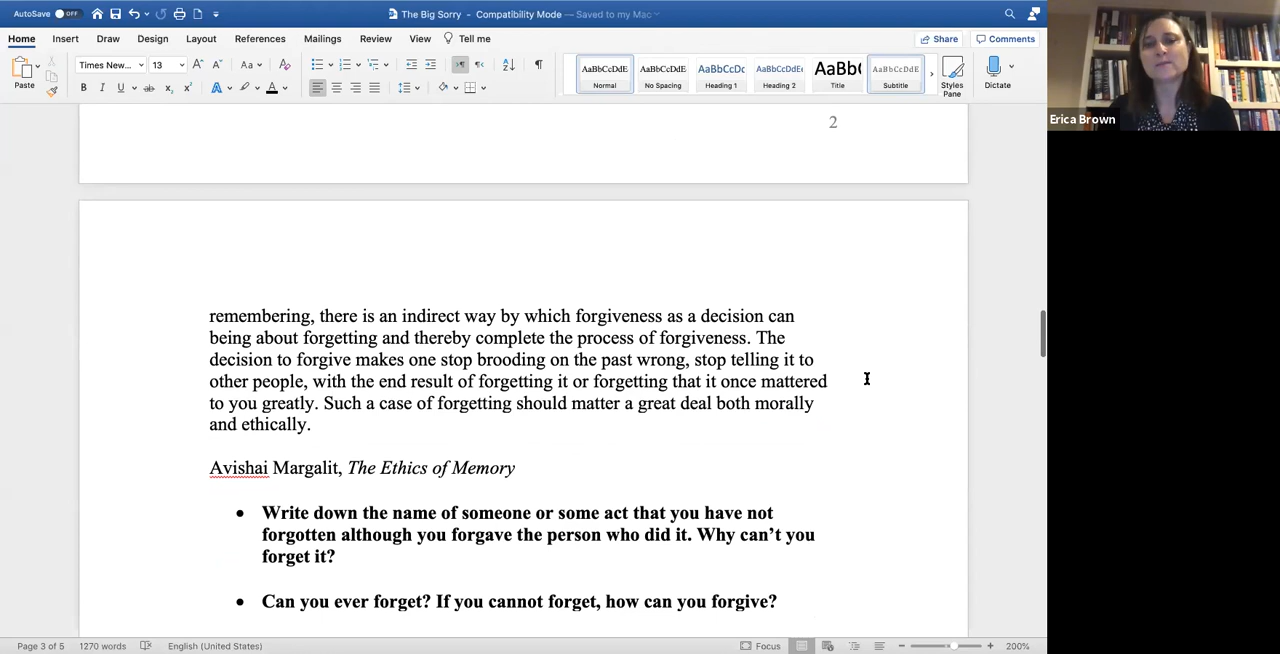 AutoSave OFF
The Big Sorry - Compatibility Mode — Saved to my Mac
Home Insert Draw Design Layout References Mailings Review View Tell me Share Comments
Paste
Times New... 13
Aa
AaBbCcDdE AaBbCcDdE AaBbCcDc AaBbCcDdEe AaBb( AaBbCcDdE
Normal No Spacing Heading 1 Heading 2 Title Subtitle
Styles Pane
Dictate
Erica Brown
2
remembering, there is an indirect way by which forgiveness as a decision can
being about forgetting and thereby complete the process of forgiveness. The
decision to forgive makes one stop brooding on the past wrong, stop telling it to
other people, with the end result of forgetting it or forgetting that it once mattered
to you greatly. Such a case of forgetting should matter a great deal both morally
and ethically.
Avishai Margalit, The Ethics of Memory
• Write down the name of someone or some act that you have not
forgotten although you forgave the person who did it. Why can’t you
forget it?
• Can you ever forget? If you cannot forget, how can you forgive?
Page 3 of 5 1270 words English (United States) Focus 200%